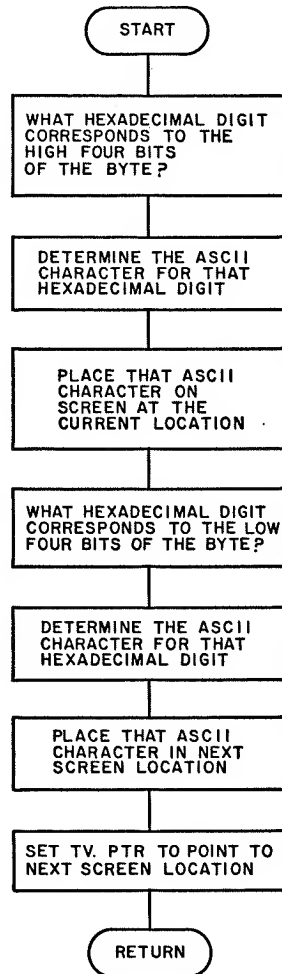 START
WHAT HEXADECIMAL DIGIT
CORRESPONDS TO THE
HIGH FOUR BITS
OF THE BYTE?
DETERMINE THE ASCII
CHARACTER FOR THAT
HEXADECIMAL DIGIT
PLACE THAT ASCII
CHARACTER ON
SCREEN AT THE
CURRENT LOCATION
WHAT HEXADECIMAL DIGIT
CORRESPONDS TO THE LOW
FOUR BITS OF THE BYTE?
DETERMINE THE ASCII
CHARACTER FOR THAT
HEXADECIMAL DIGIT
PLACE THAT ASCII
CHARACTER IN NEXT
SCREEN LOCATION
SET TV. PTR TO POINT TO
NEXT SCREEN LOCATION
RETURN